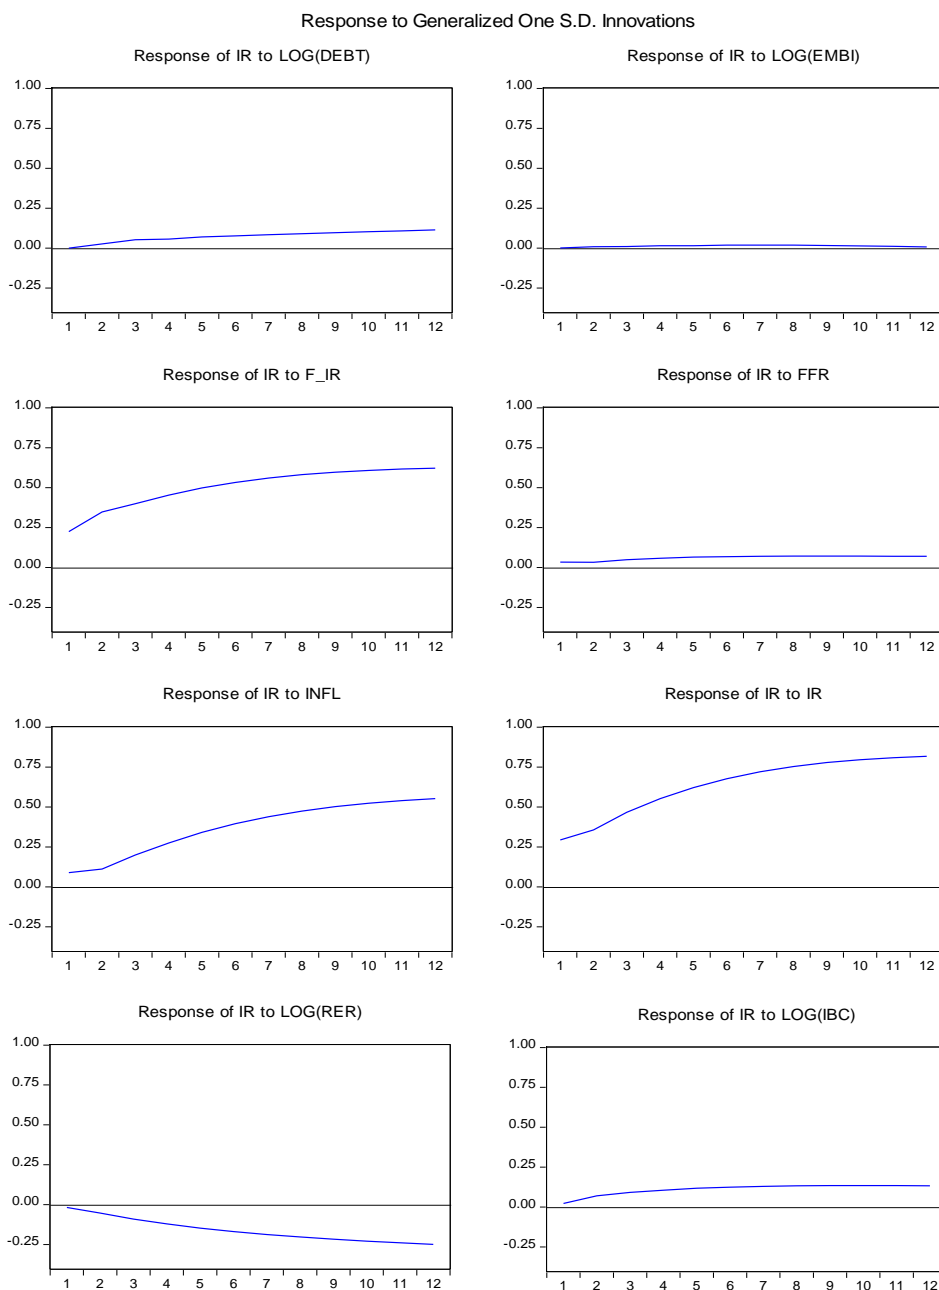 Response to Generalized One S.D. Innovations
Response of IR to LOG(DEBT)
1.00
0.75
0.50
0.25
0.00
-0.25
1 2 3 4 5 6 7 8 9 10 11 12
Response of IR to LOG(EMBI)
1.00
0.75
0.50
0.25
0.00
-0.25
1 2 3 4 5 6 7 8 9 10 11 12
Response of IR to F_IR
1.00
0.75
0.50
0.25
0.00
-0.25
1 2 3 4 5 6 7 8 9 10 11 12
Response of IR to FFR
1.00
0.75
0.50
0.25
0.00
-0.25
1 2 3 4 5 6 7 8 9 10 11 12
Response of IR to INFL
1.00
0.75
0.50
0.25
0.00
-0.25
1 2 3 4 5 6 7 8 9 10 11 12
Response of IR to IR
1.00
0.75
0.50
0.25
0.00
-0.25
1 2 3 4 5 6 7 8 9 10 11 12
Response of IR to LOG(RER)
1.00
0.75
0.50
0.25
0.00
-0.25
1 2 3 4 5 6 7 8 9 10 11 12
Response of IR to LOG(IBC)
1.00
0.75
0.50
0.25
0.00
-0.25
1 2 3 4 5 6 7 8 9 10 11 12